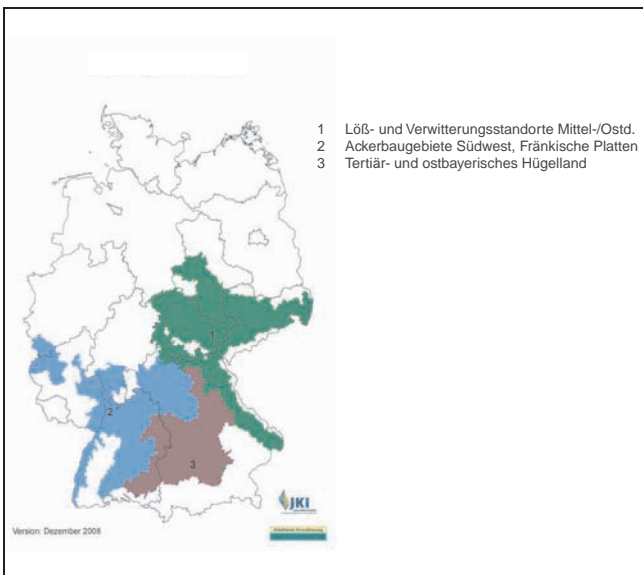 1 Löß- und Verwitterungsstandorte Mittel-/Ostd.
2 Ackerbaugebiete Südwest, Fränkische Platten
3 Tertiär- und ostbayerisches Hügelland
1
2
3
JKI
Version: Dezember 2008